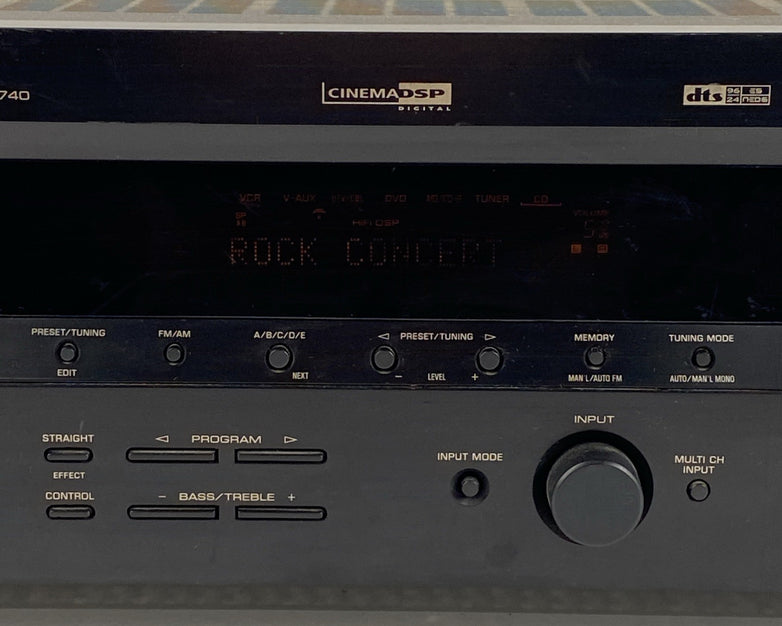 740
CINEMA DSP
DIGITAL
dts 96 24 ES
VCR V-AUX DVD TUNER CD
SP
HiFi DSP
VOLUME
ROCK CONCERT
PRESET/TUNING FM/AM A/B/C/D/E ◁ PRESET/TUNING ▷ MEMORY TUNING MODE
EDIT NEXT – LEVEL + MAN'L/AUTO FM AUTO/MAN'L MONO
INPUT
STRAIGHT ◁ PROGRAM ▷
INPUT MODE MULTI CH
INPUT
EFFECT
CONTROL – BASS/TREBLE +